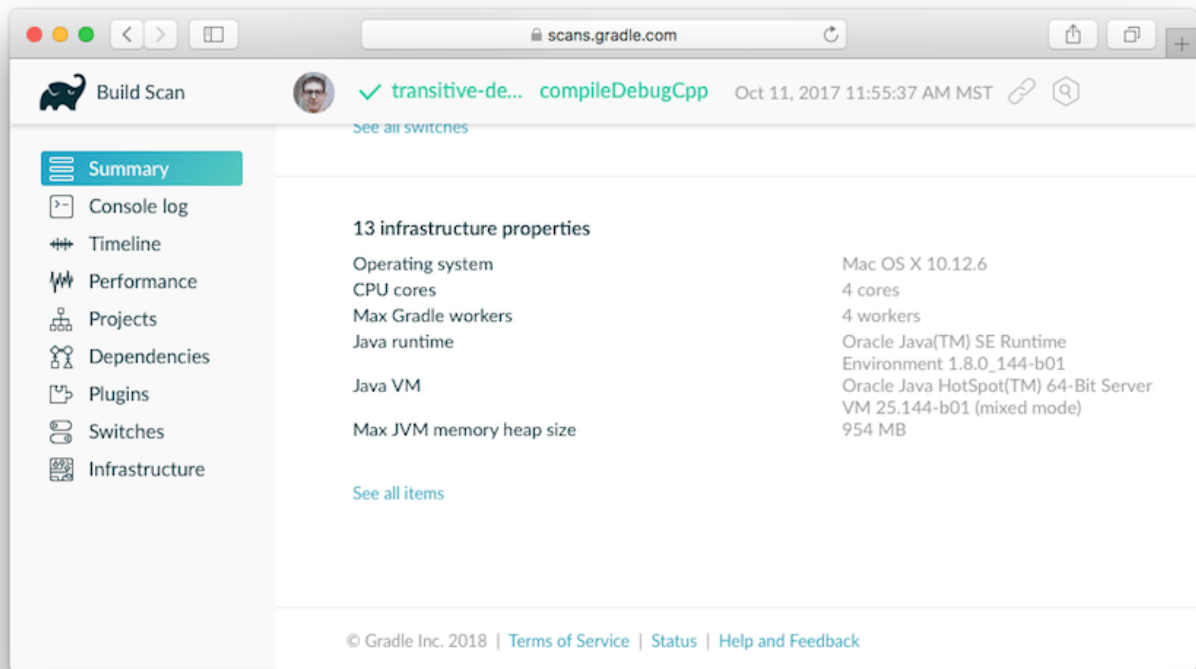 scans.gradle.com
Build Scan
transitive-de... compileDebugCpp Oct 11, 2017 11:55:37 AM MST
See all switches
Summary
Console log
Timeline
Performance
Projects
Dependencies
Plugins
Switches
Infrastructure
13 infrastructure properties
Operating system Mac OS X 10.12.6
CPU cores 4 cores
Max Gradle workers 4 workers
Java runtime Oracle Java(TM) SE Runtime
Environment 1.8.0_144-b01
Java VM Oracle Java HotSpot(TM) 64-Bit Server
VM 25.144-b01 (mixed mode)
Max JVM memory heap size 954 MB
See all items
© Gradle Inc. 2018 | Terms of Service | Status | Help and Feedback